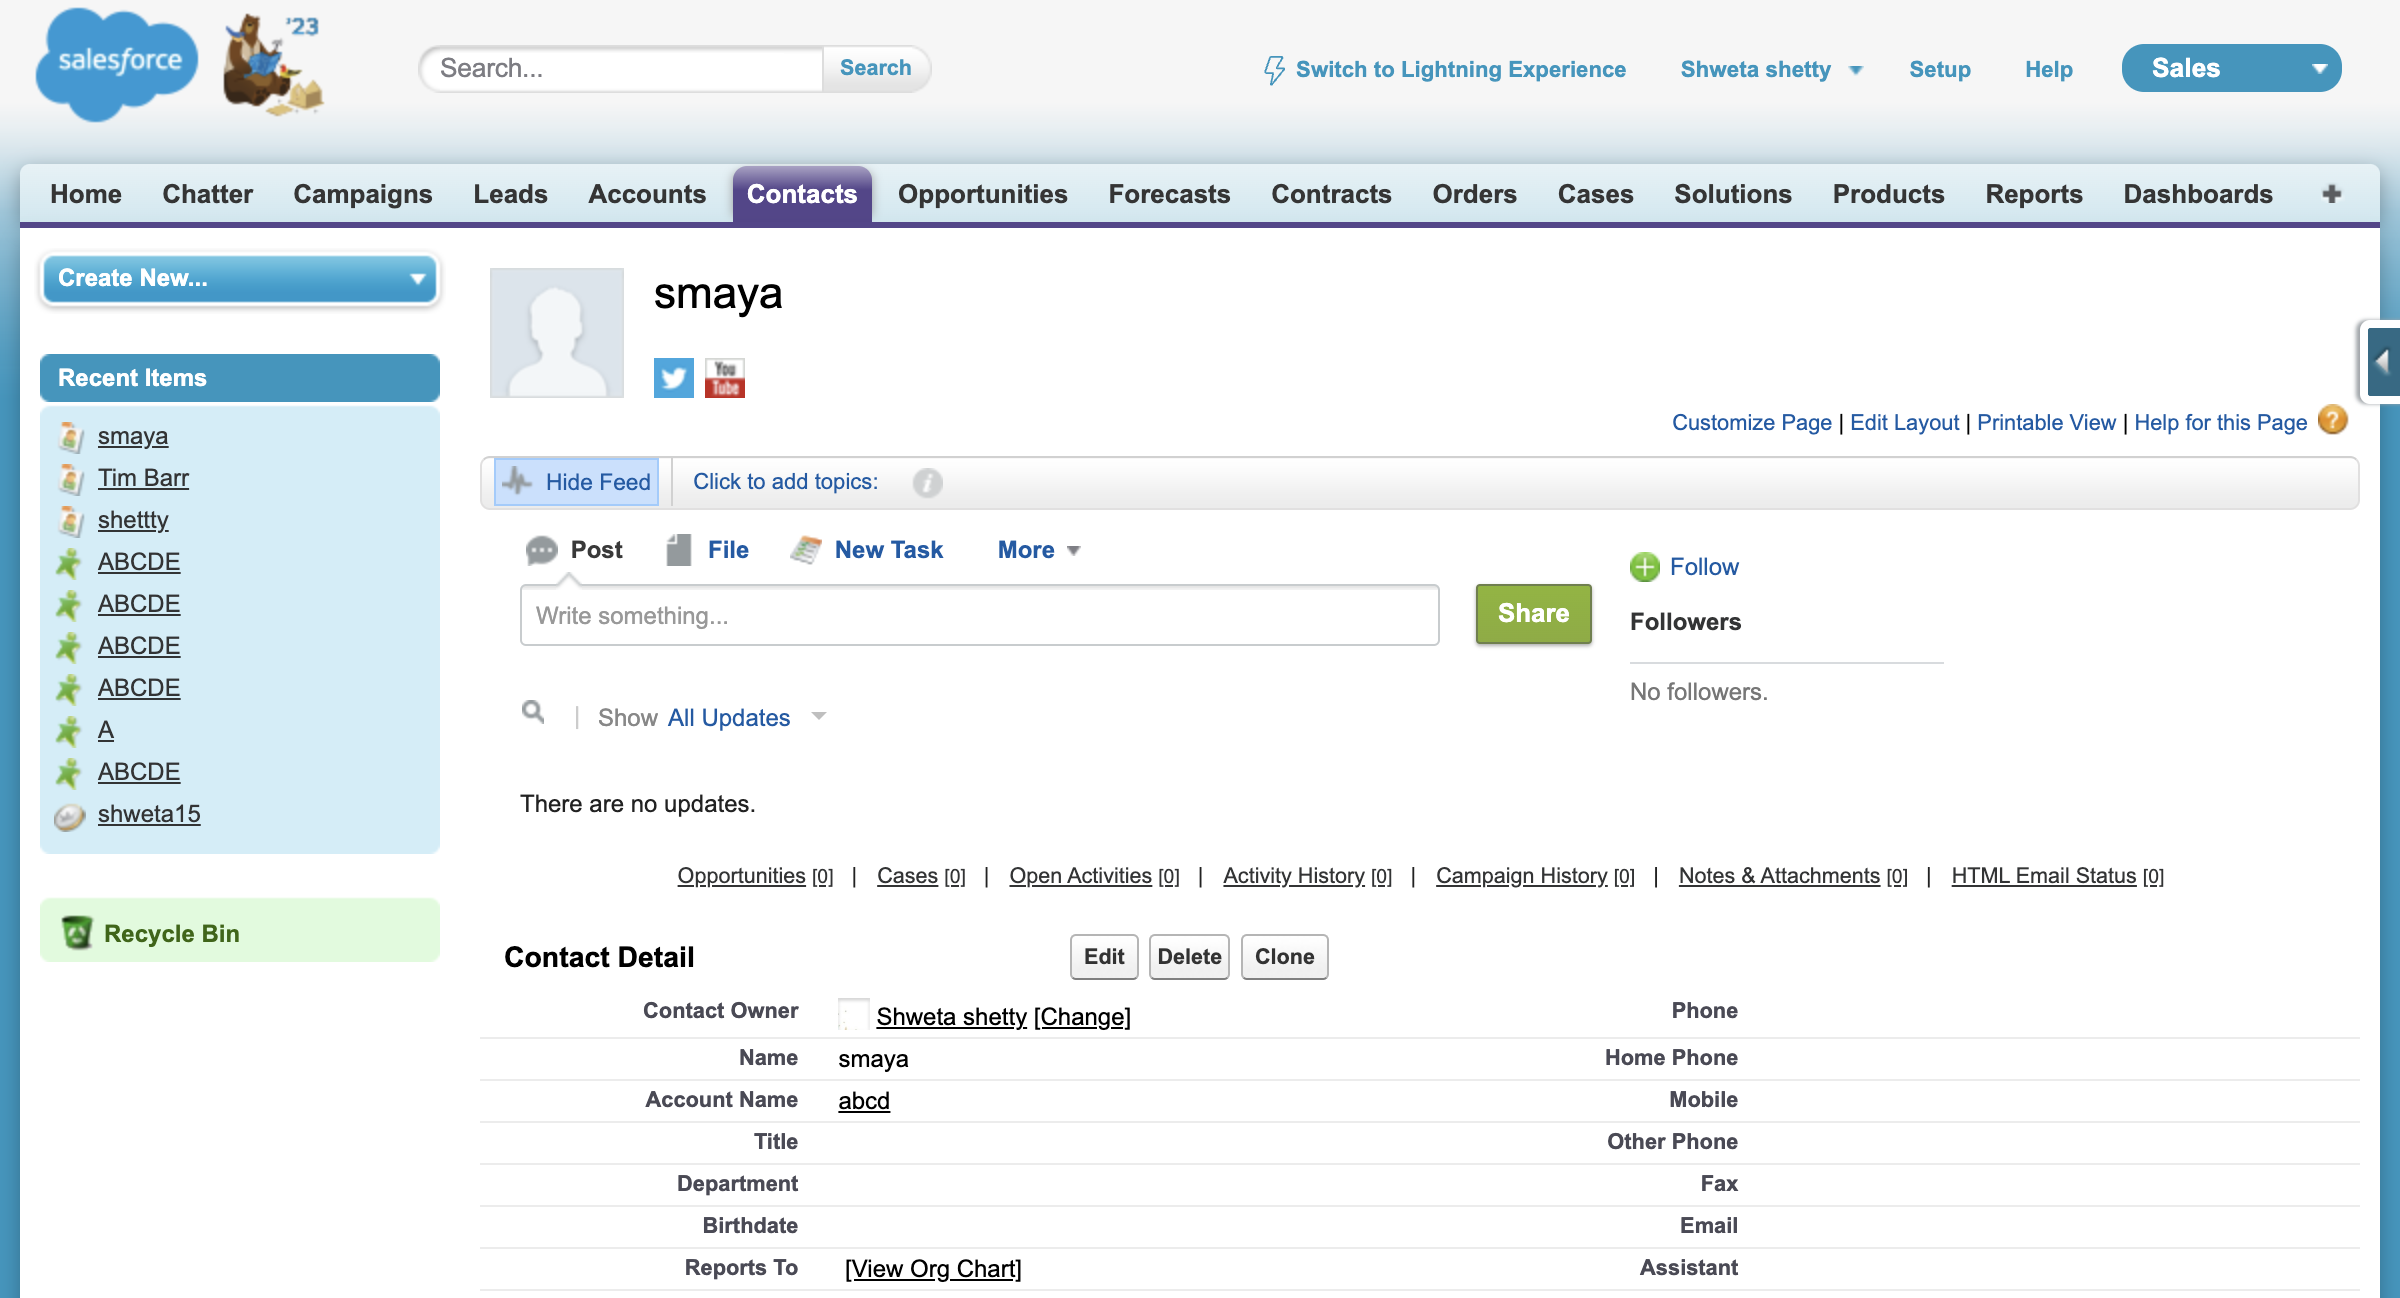 salesforce
'23
Search...
Search
Switch to Lightning Experience
Shweta shetty
Setup
Help
Sales
Home Chatter Campaigns Leads Accounts Contacts Opportunities Forecasts Contracts Orders Cases Solutions Products Reports Dashboards +
Create New...
Recent Items
smaya
Tim Barr
shettty
ABCDE
ABCDE
ABCDE
ABCDE
A
ABCDE
shweta15
Recycle Bin
smaya
You
Tube
Customize Page | Edit Layout | Printable View | Help for this Page ?
Hide Feed
Click to add topics: i
Post File New Task More
Write something...
Share
Follow
Followers
No followers.
| Show All Updates
There are no updates.
Opportunities [0] | Cases [0] | Open Activities [0] | Activity History [0] | Campaign History [0] | Notes & Attachments [0] | HTML Email Status [0]
Contact Detail
Edit Delete Clone
Contact Owner Shweta shetty [Change] Phone
Name smaya Home Phone
Account Name abcd Mobile
Title Other Phone
Department Fax
Birthdate Email
Reports To [View Org Chart] Assistant